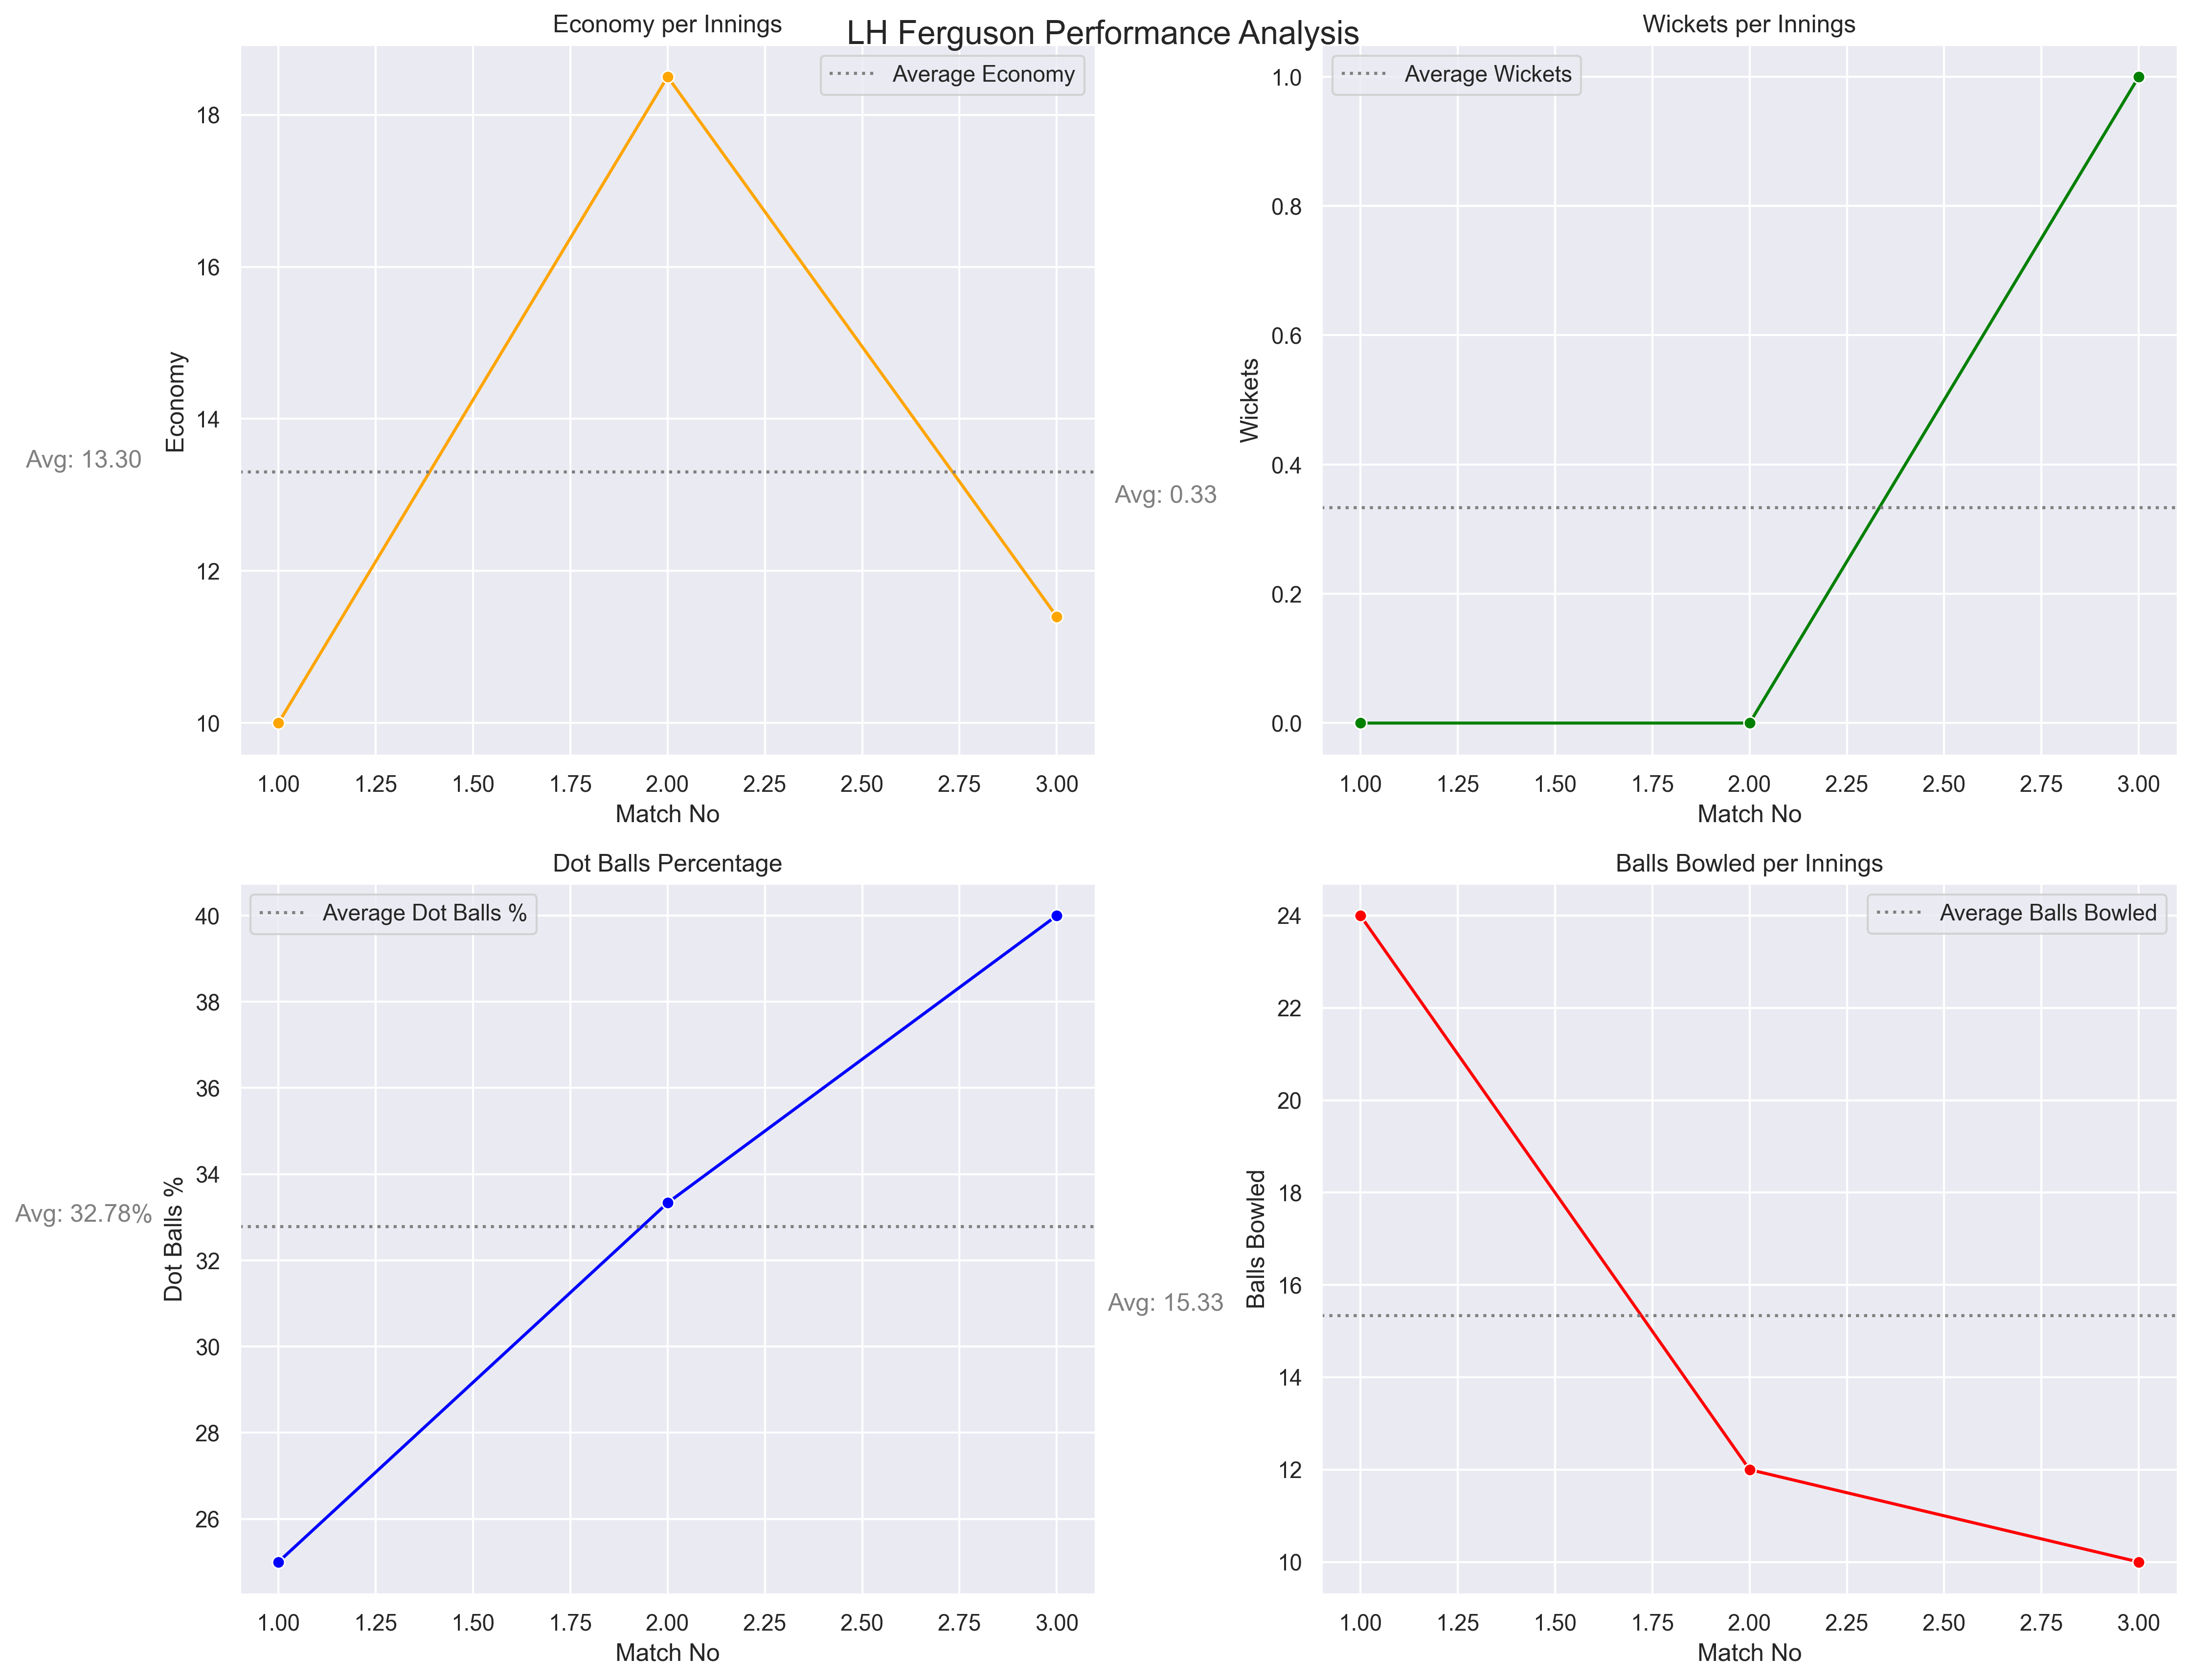 LH Ferguson Performance Analysis
Economy per Innings
Average Economy
18
16
14
12
10
Economy
Avg: 13.30
1.00 1.25 1.50 1.75 2.00 2.25 2.50 2.75 3.00
Match No
Wickets per Innings
Average Wickets
1.0
0.8
0.6
0.4
0.2
0.0
Wickets
Avg: 0.33
1.00 1.25 1.50 1.75 2.00 2.25 2.50 2.75 3.00
Match No
Dot Balls Percentage
Average Dot Balls %
40
38
36
34
32
30
28
26
Dot Balls %
Avg: 32.78%
1.00 1.25 1.50 1.75 2.00 2.25 2.50 2.75 3.00
Match No
Balls Bowled per Innings
Average Balls Bowled
24
22
20
18
16
14
12
10
Balls Bowled
Avg: 15.33
1.00 1.25 1.50 1.75 2.00 2.25 2.50 2.75 3.00
Match No